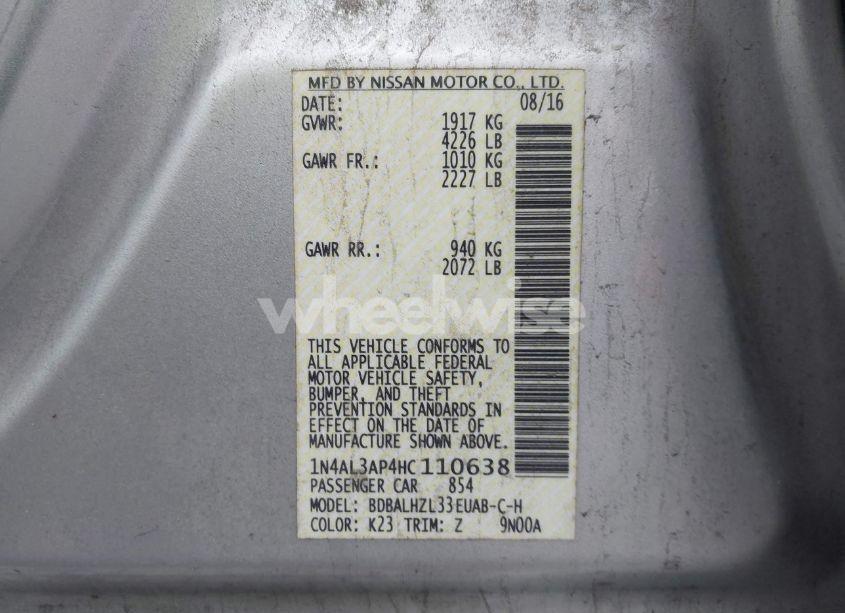 MFD BY NISSAN MOTOR CO., LTD.
DATE: 08/16
GVWR: 1917 KG
4226 LB
GAWR FR.: 1010 KG
2227 LB
GAWR RR.: 940 KG
2072 LB
wheelwise
THIS VEHICLE CONFORMS TO
ALL APPLICABLE FEDERAL
MOTOR VEHICLE SAFETY,
BUMPER, AND THEFT
PREVENTION STANDARDS IN
EFFECT ON THE DATE OF
MANUFACTURE SHOWN ABOVE.
1N4AL3AP4HC110638
PASSENGER CAR 854
MODEL: BDBALHZL33EUAB-C-H
COLOR: K23 TRIM: Z 9N00A